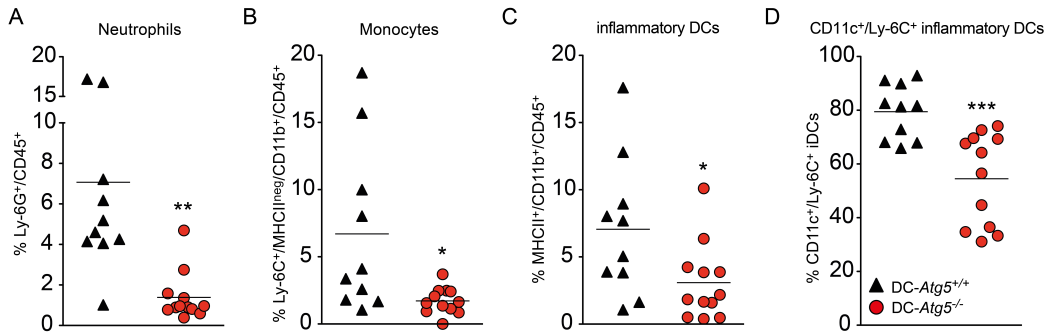 A
Neutrophils
% Ly-6G⁺/CD45⁺
20
15
10
8
6
4
2
0
**
B
Monocytes
% Ly-6C⁺/MHCIIⁿᵉᵍ/CD11b⁺/CD45⁺
20
15
10
5
0
*
C
inflammatory DCs
% MHCII⁺/CD11b⁺/CD45⁺
20
15
10
5
0
*
D
CD11c⁺/Ly-6C⁺ inflammatory DCs
% CD11c⁺/Ly-6C⁺ iDCs
100
80
60
40
20
0
***
DC-Atg5⁺/⁺
DC-Atg5⁻/⁻